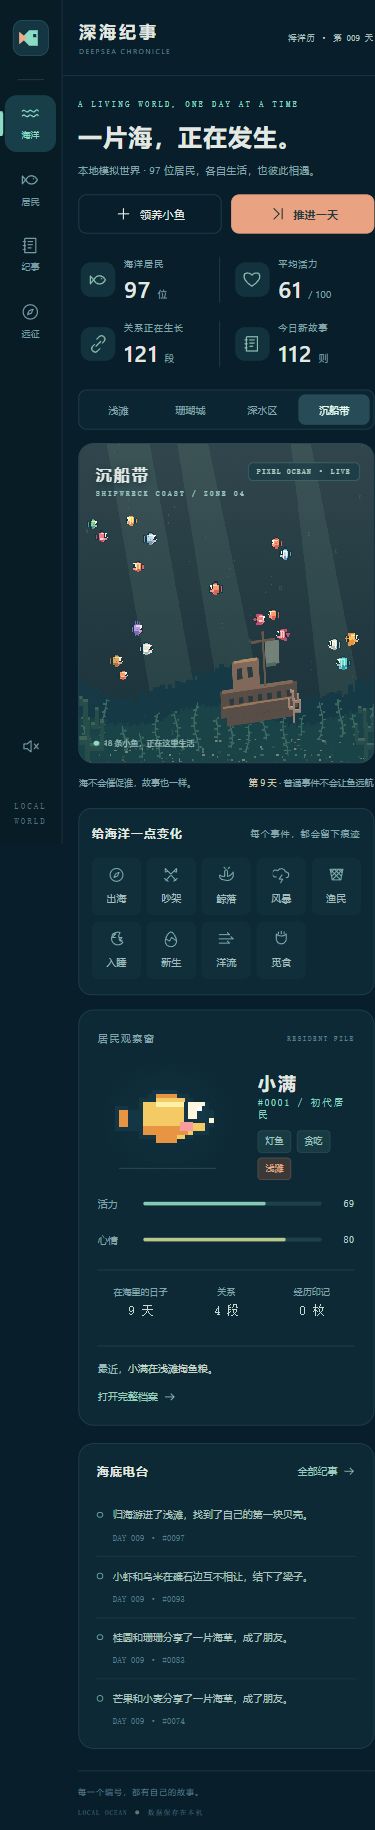 深海纪事
DEEPSEA CHRONICLE
海洋历 · 第 009 天
海洋
居民
纪事
远征
LOCAL
WORLD
A LIVING WORLD, ONE DAY AT A TIME
一片海，正在发生。
本地模拟世界 · 97 位居民，各自生活，也彼此相遇。
领养小鱼
推进一天
海洋居民
97 位
平均活力
61 / 100
关系正在生长
121 段
今日新故事
112 则
浅滩
珊瑚城
深水区
沉船带
沉船带
SHIPWRECK COAST / ZONE 04
PIXEL OCEAN • LIVE
18 条小鱼，正在这里生活
海不会催促谁，故事也一样。
第 9 天 · 普通事件不会让鱼远航
给海洋一点变化
每个事件，都会留下痕迹
出海
吵架
鲸落
风暴
渔民
入睡
新生
洋流
觅食
居民观察窗
RESIDENT FILE
小满
#0001 / 初代居
民
灯鱼
贪吃
浅滩
活力
69
心情
80
在海里的日子
9 天
关系
4 段
经历印记
0 枚
最近，小满在浅滩掏鱼粮。
打开完整档案 →
海底电台
全部纪事 →
归海游进了浅滩，找到了自己的第一块贝壳。
DAY 009 • #0097
小虾和乌米在礁石边互不相让，结下了梁子。
DAY 009 • #0093
桂圆和珊珊分享了一片海草，成了朋友。
DAY 009 • #0083
芒果和小麦分享了一片海草，成了朋友。
DAY 009 • #0074
每一个编号，都有自己的故事。
LOCAL OCEAN ● 数据保存在本机